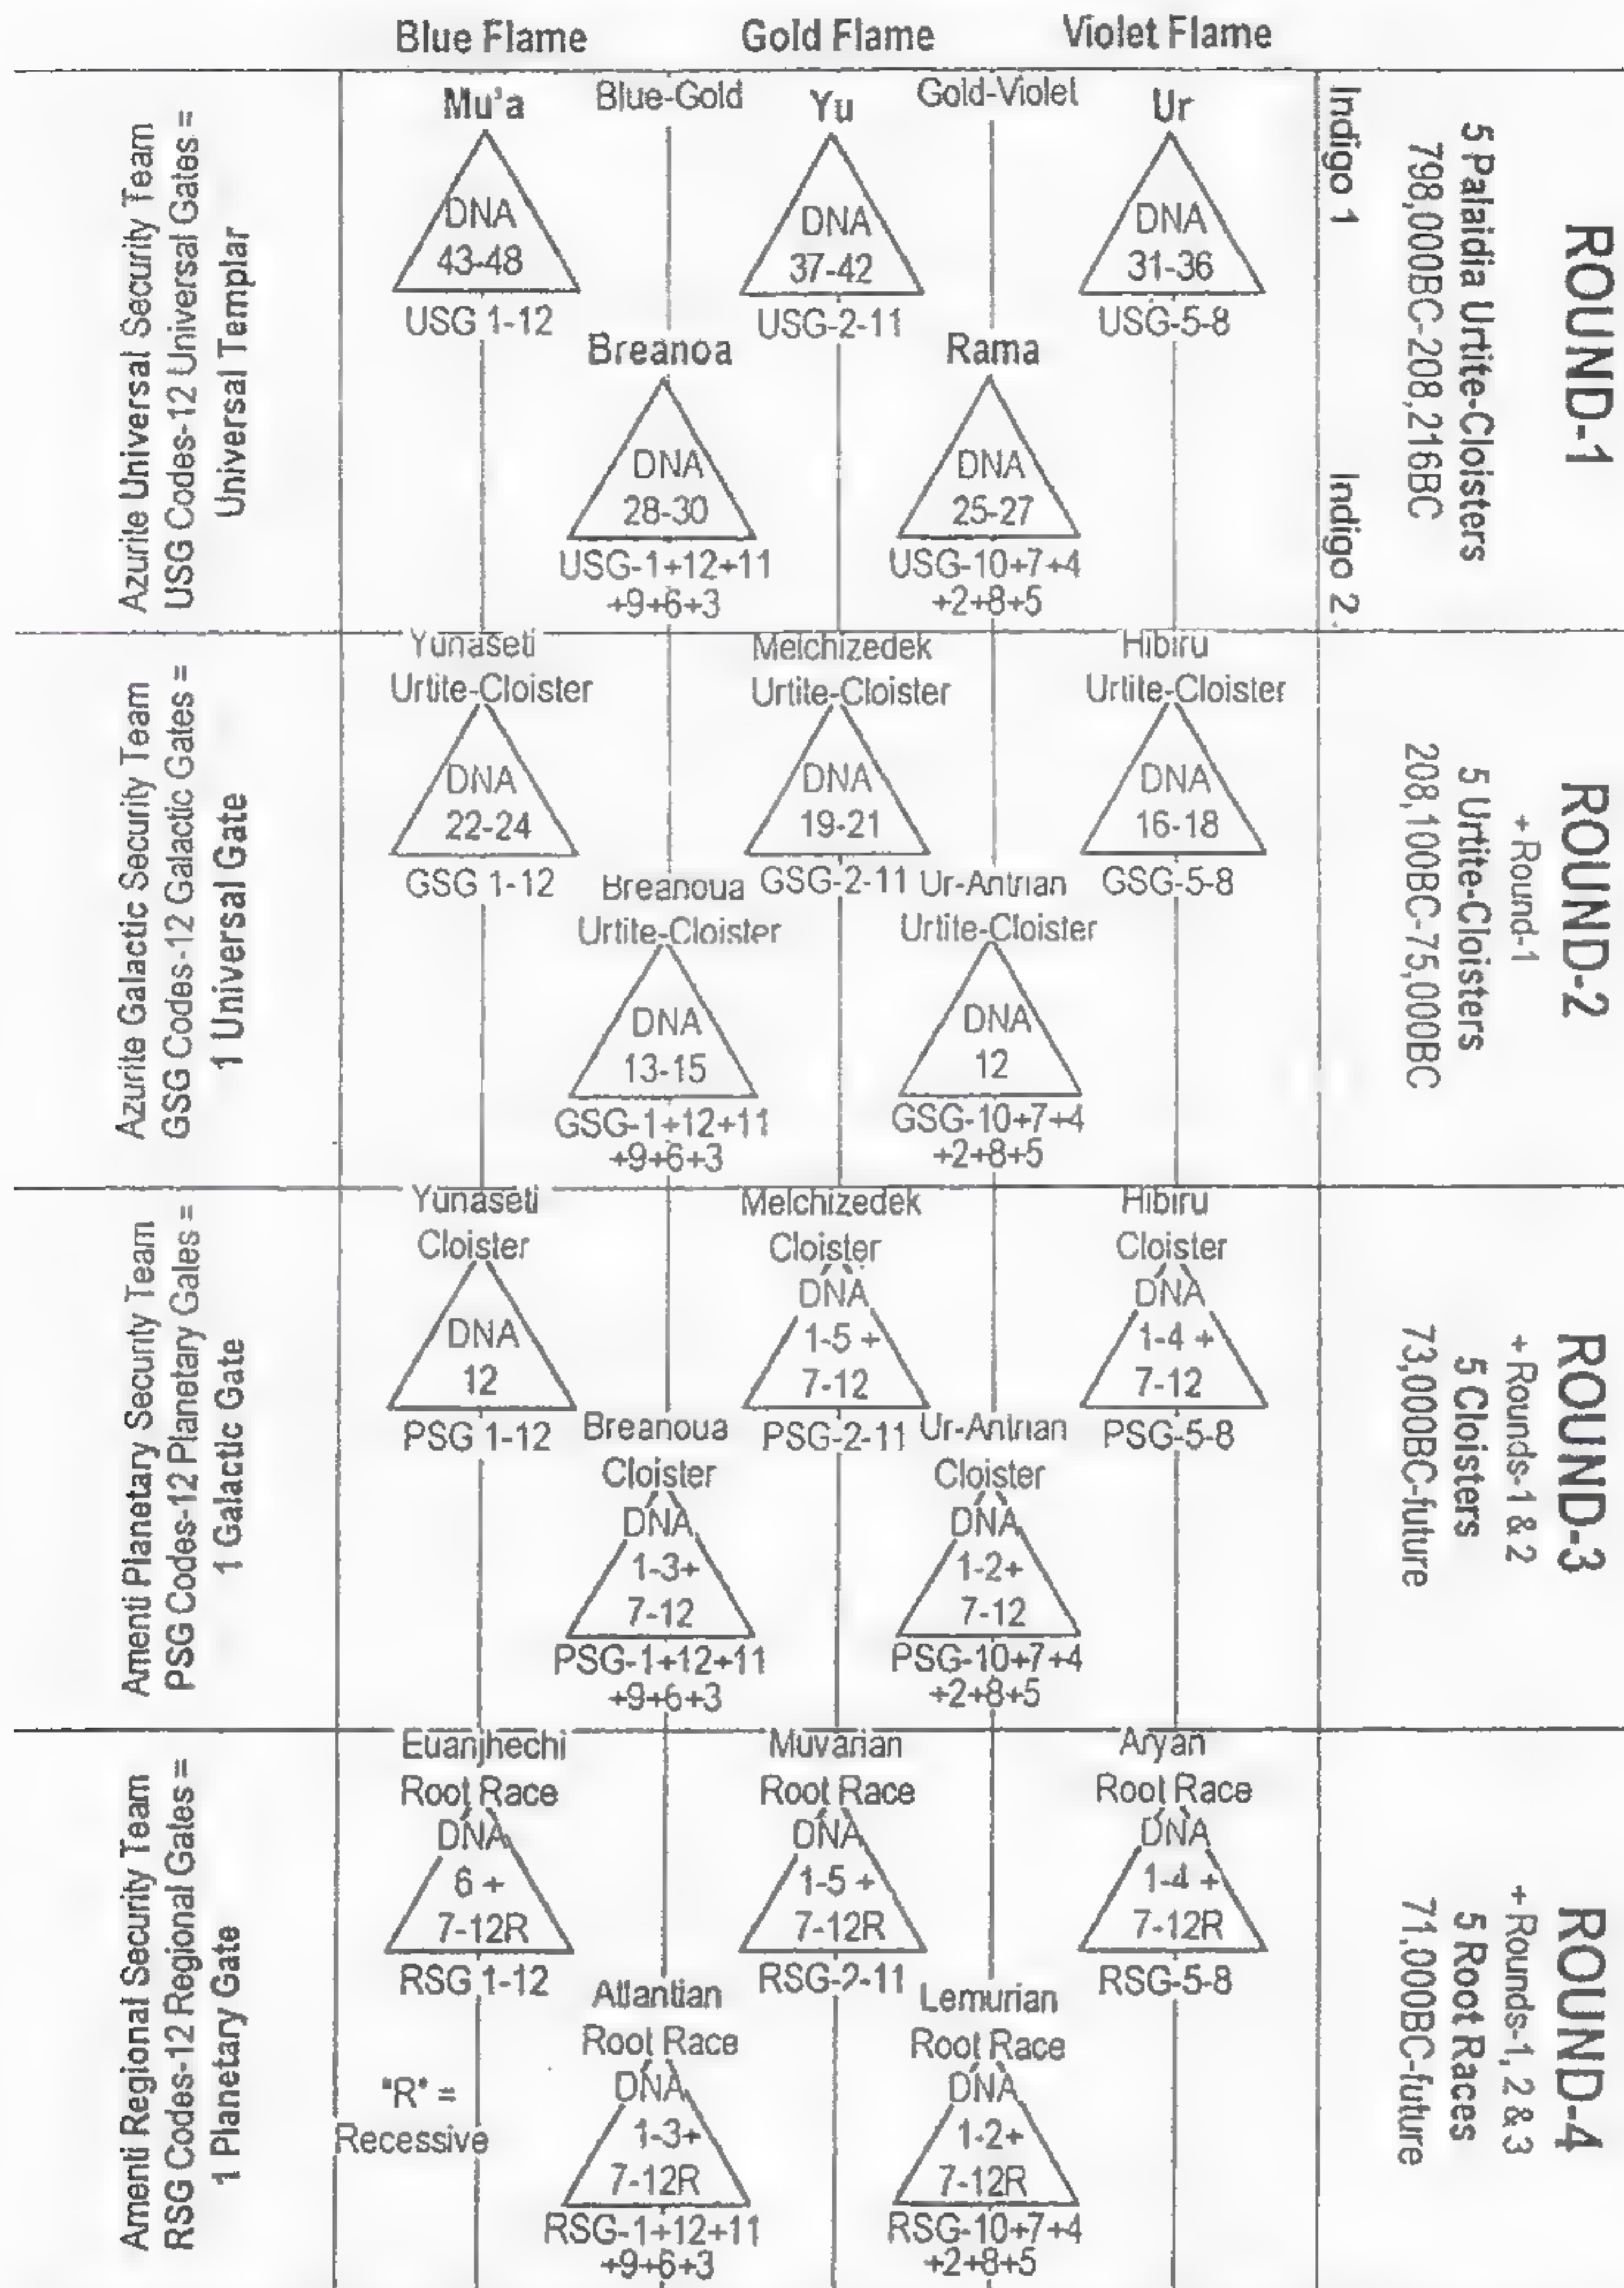 Blue Flame Gold Flame Violet Flame
Azurite Universal Security Team
USG Codes-12 Universal Gates =
Universal Templar
Mu'a
Blue-Gold
Yu
Gold-Violet
Ur
DNA
43-48
USG 1-12
DNA
37-42
USG-2-11
DNA
31-36
USG-5-8
Breanoa
DNA
28-30
USG-1+12+11
+9+6+3
Rama
DNA
25-27
USG-10+7+4
+2+8+5
Indigo 1
Indigo 2
ROUND-1
5 Palaidia Urtite-Cloisters
798,000BC-208,216BC
Azurite Galactic Security Team
GSG Codes-12 Galactic Gates =
1 Universal Gate
Yunaseti
Urtite-Cloister
DNA
22-24
GSG 1-12
Melchizedek
Urtite-Cloister
DNA
19-21
GSG-2-11
Hibiru
Urtite-Cloister
DNA
16-18
GSG-5-8
Breanoua
Urtite-Cloister
DNA
13-15
GSG-1+12+11
+9+6+3
Ur-Antrian
Urtite-Cloister
DNA
12
GSG-10+7+4
+2+8+5
ROUND-2
+ Round-1
5 Urtite-Cloisters
208,100BC-75,000BC
Amenti Planetary Security Team
PSG Codes-12 Planetary Gates =
1 Galactic Gate
Yunaseti
Cloister
DNA
12
PSG 1-12
Melchizedek
Cloister
DNA
1-5 +
7-12
PSG-2-11
Hibiru
Cloister
DNA
1-4 +
7-12
PSG-5-8
Breanoua
Cloister
DNA
1-3+
7-12
PSG-1+12+11
+9+6+3
Ur-Antrian
Cloister
DNA
1-2+
7-12
PSG-10+7+4
+2+8+5
ROUND-3
+ Rounds-1 & 2
5 Cloisters
73,000BC-future
Amenti Regional Security Team
RSG Codes-12 Regional Gates =
1 Planetary Gate
Euanjhechi
Root Race
DNA
6 +
7-12R
RSG 1-12
Muvarian
Root Race
DNA
1-5 +
7-12R
RSG-2-11
Aryan
Root Race
DNA
1-4 +
7-12R
RSG-5-8
"R" =
Recessive
Atlantian
Root Race
DNA
1-3+
7-12R
RSG-1+12+11
+9+6+3
Lemurian
Root Race
DNA
1-2+
7-12R
RSG-10+7+4
+2+8+5
ROUND-4
+ Rounds-1, 2 & 3
5 Root Races
71,000BC-future